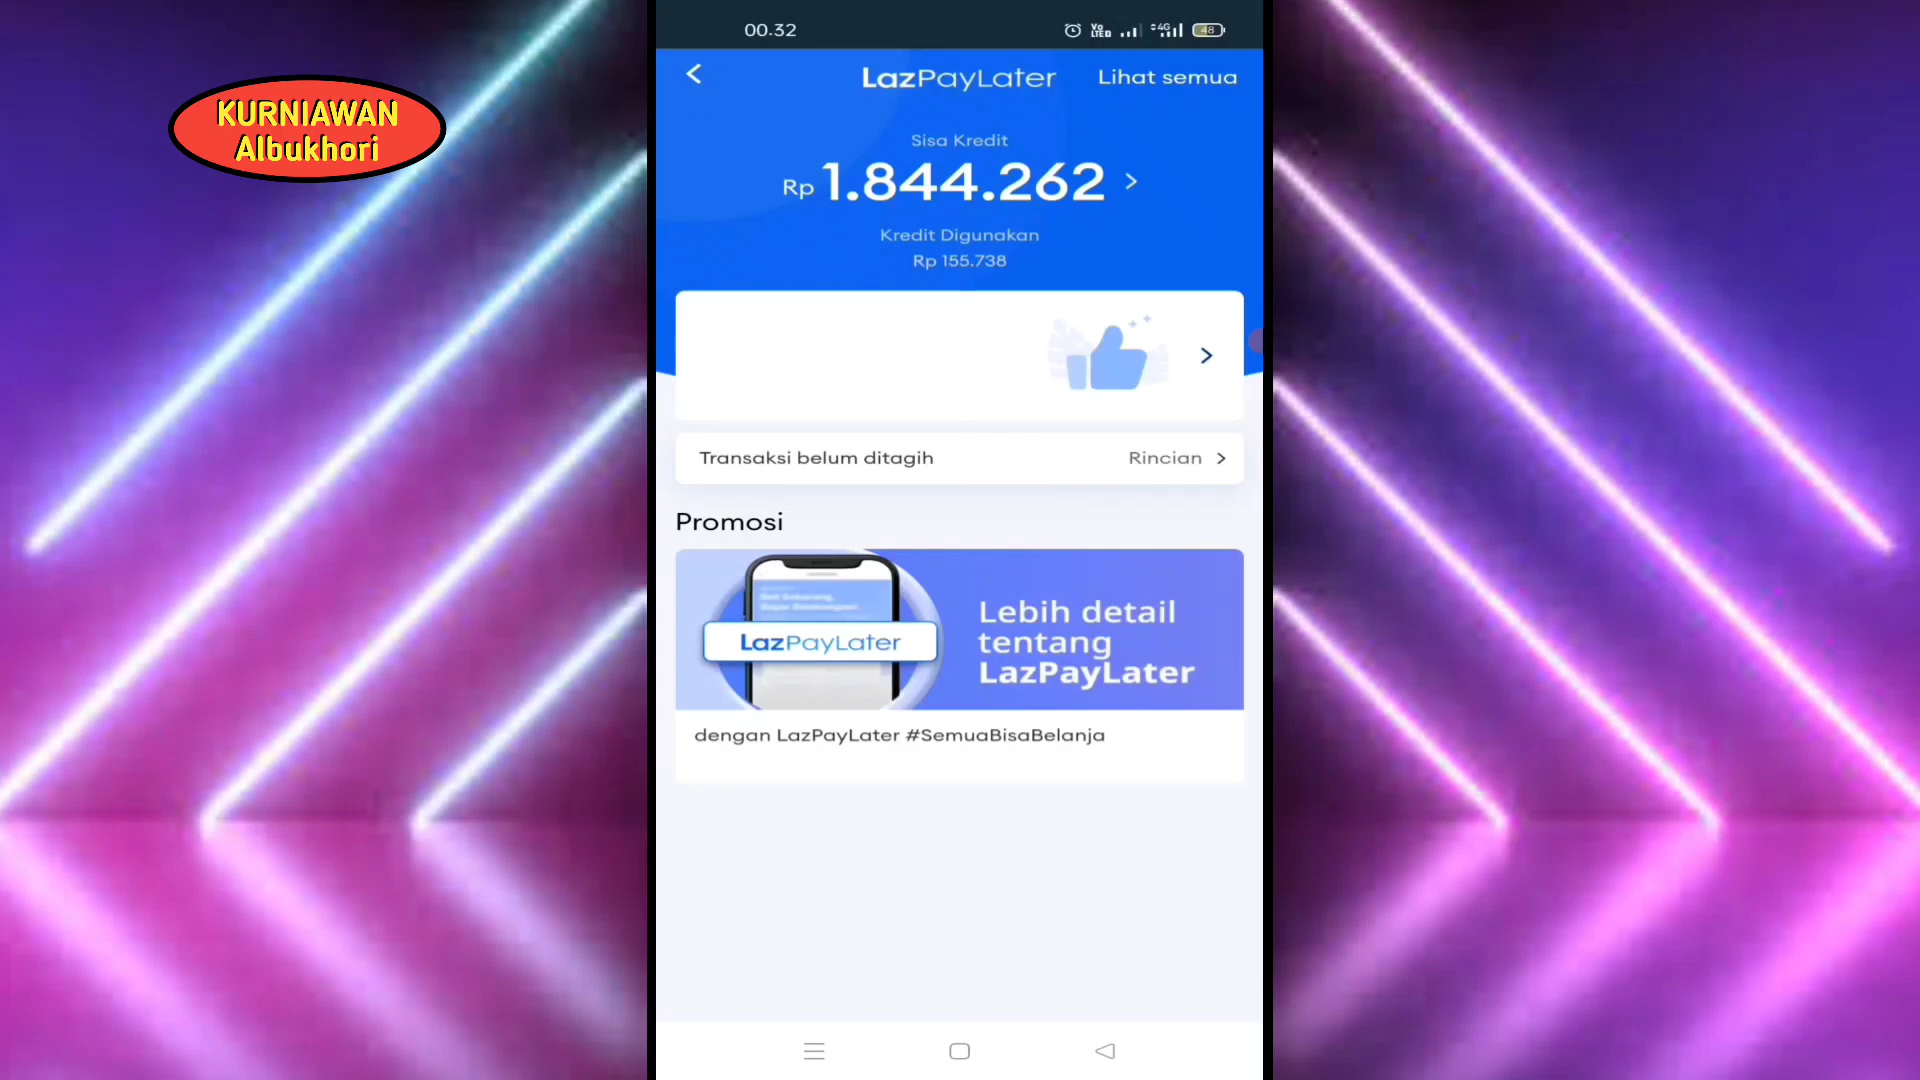 KURNIAWAN
Albukhori
00.32
48
LazPayLater
Lihat semua
Sisa Kredit
Rp 1.844.262
Kredit Digunakan
Rp 155.738
Transaksi belum ditagih
Rincian
Promosi
LazPayLater
Lebih detail
tentang
LazPayLater
dengan LazPayLater #SemuaBisaBelanja